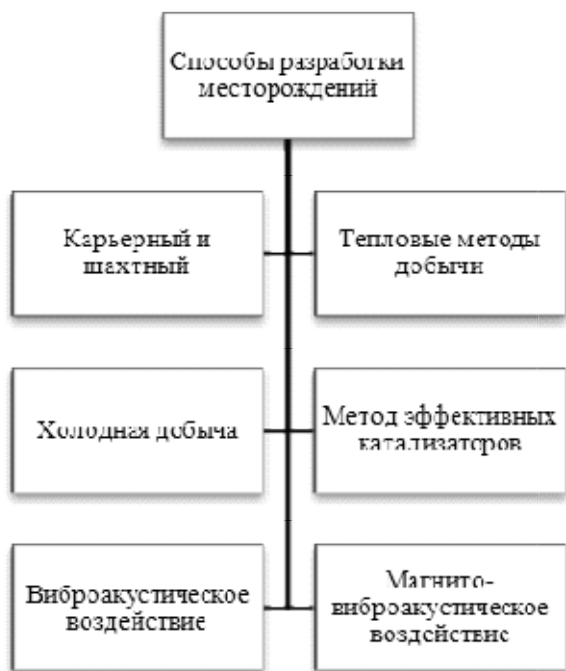 Способы разработки
месторождений
Карьерный и
шахтный
Тепловые методы
добычи
Холодная добыча
Метод эффективных
катализаторов
Виброакустическое
воздействие
Магнито-
виброакустическое
воздействие